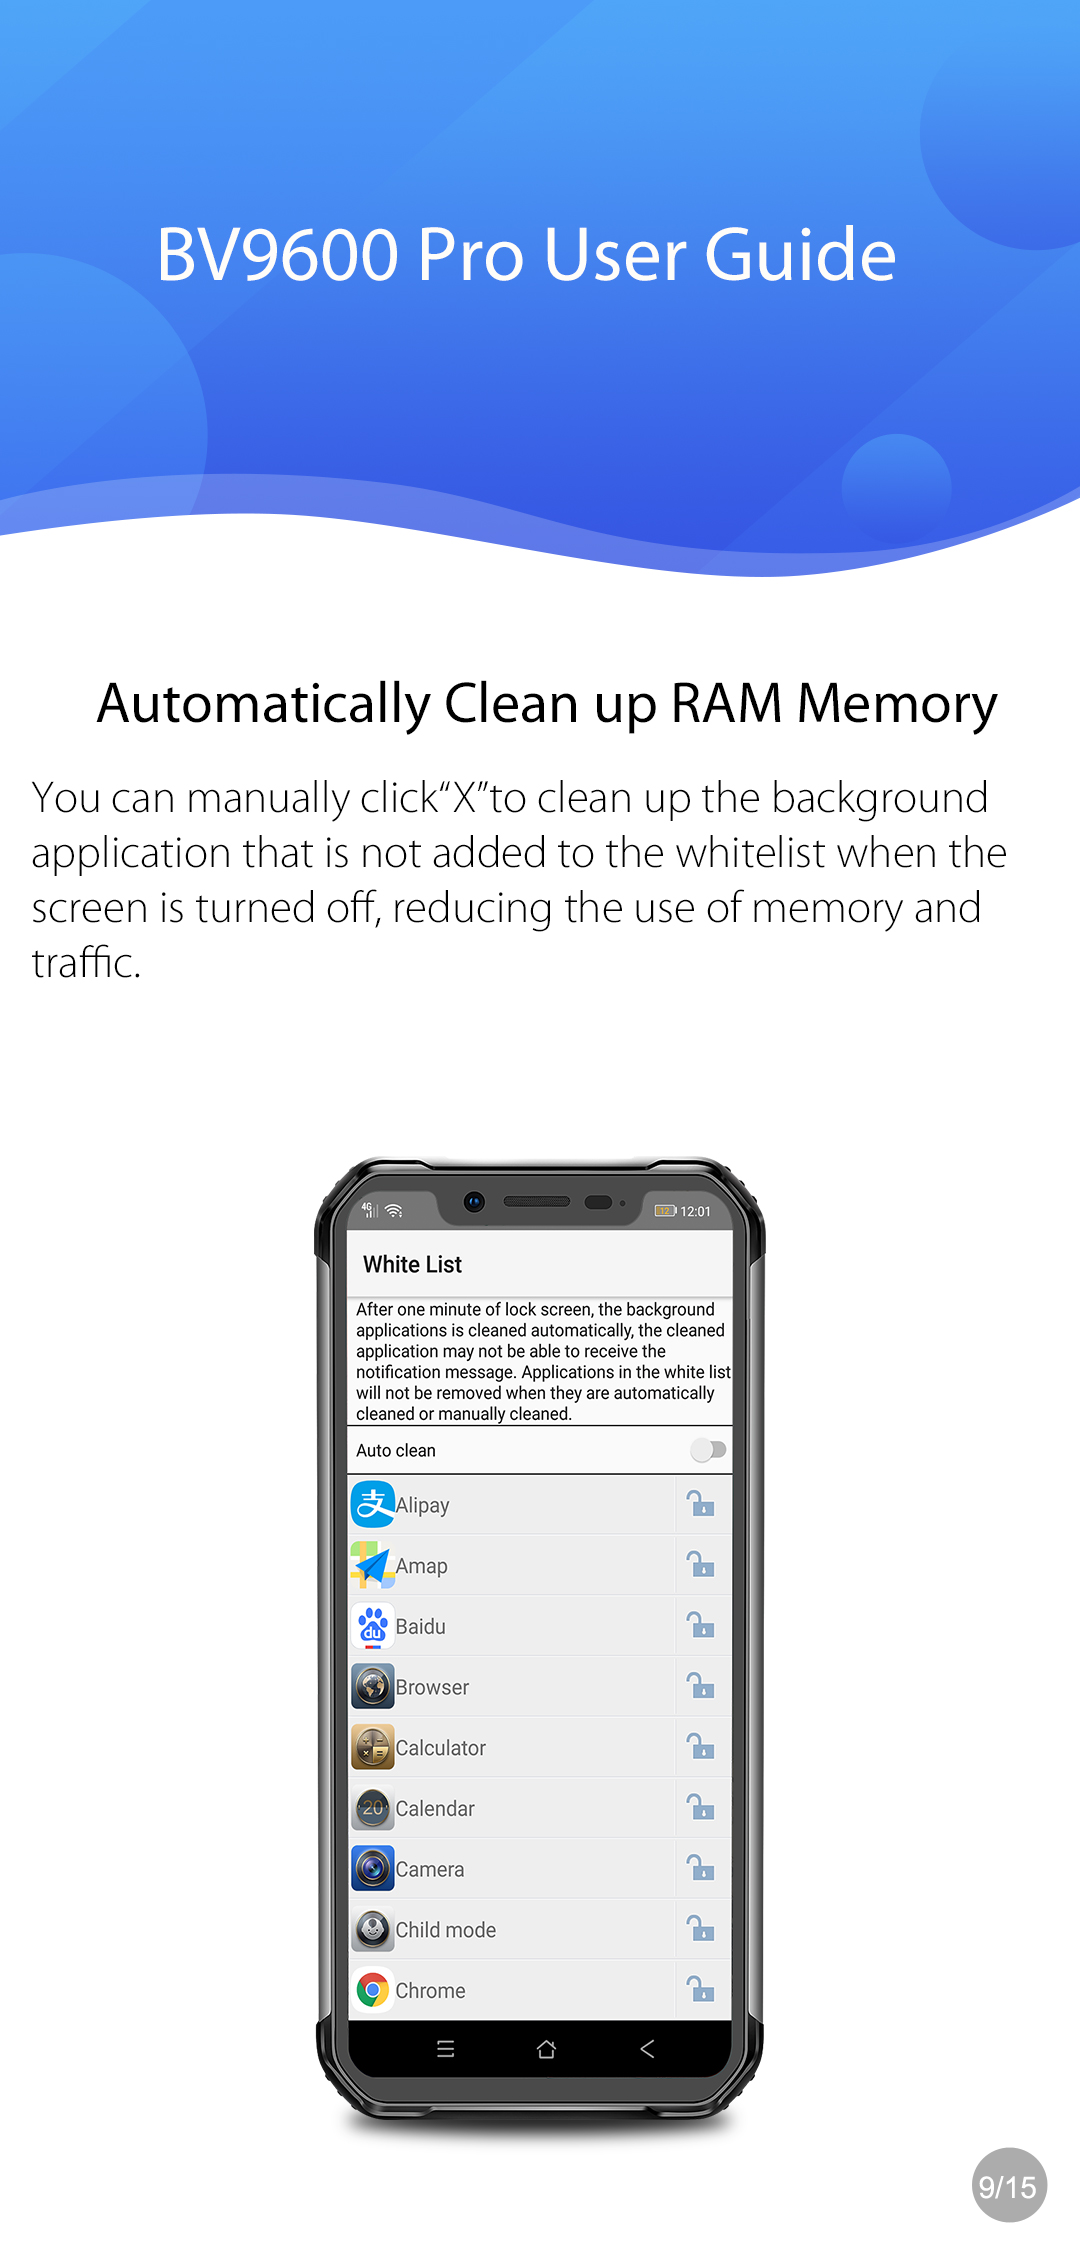 BV9600 Pro User Guide
Automatically Clean up RAM Memory
You can manually click“X”to clean up the background
application that is not added to the whitelist when the
screen is turned off, reducing the use of memory and
traffic.
4G 12 12:01
White List
After one minute of lock screen, the background
applications is cleaned automatically, the cleaned
application may not be able to receive the
notification message. Applications in the white list
will not be removed when they are automatically
cleaned or manually cleaned.
Auto clean
支 Alipay
Amap
du Baidu
Browser
Calculator
20 Calendar
Camera
Child mode
Chrome
9/15